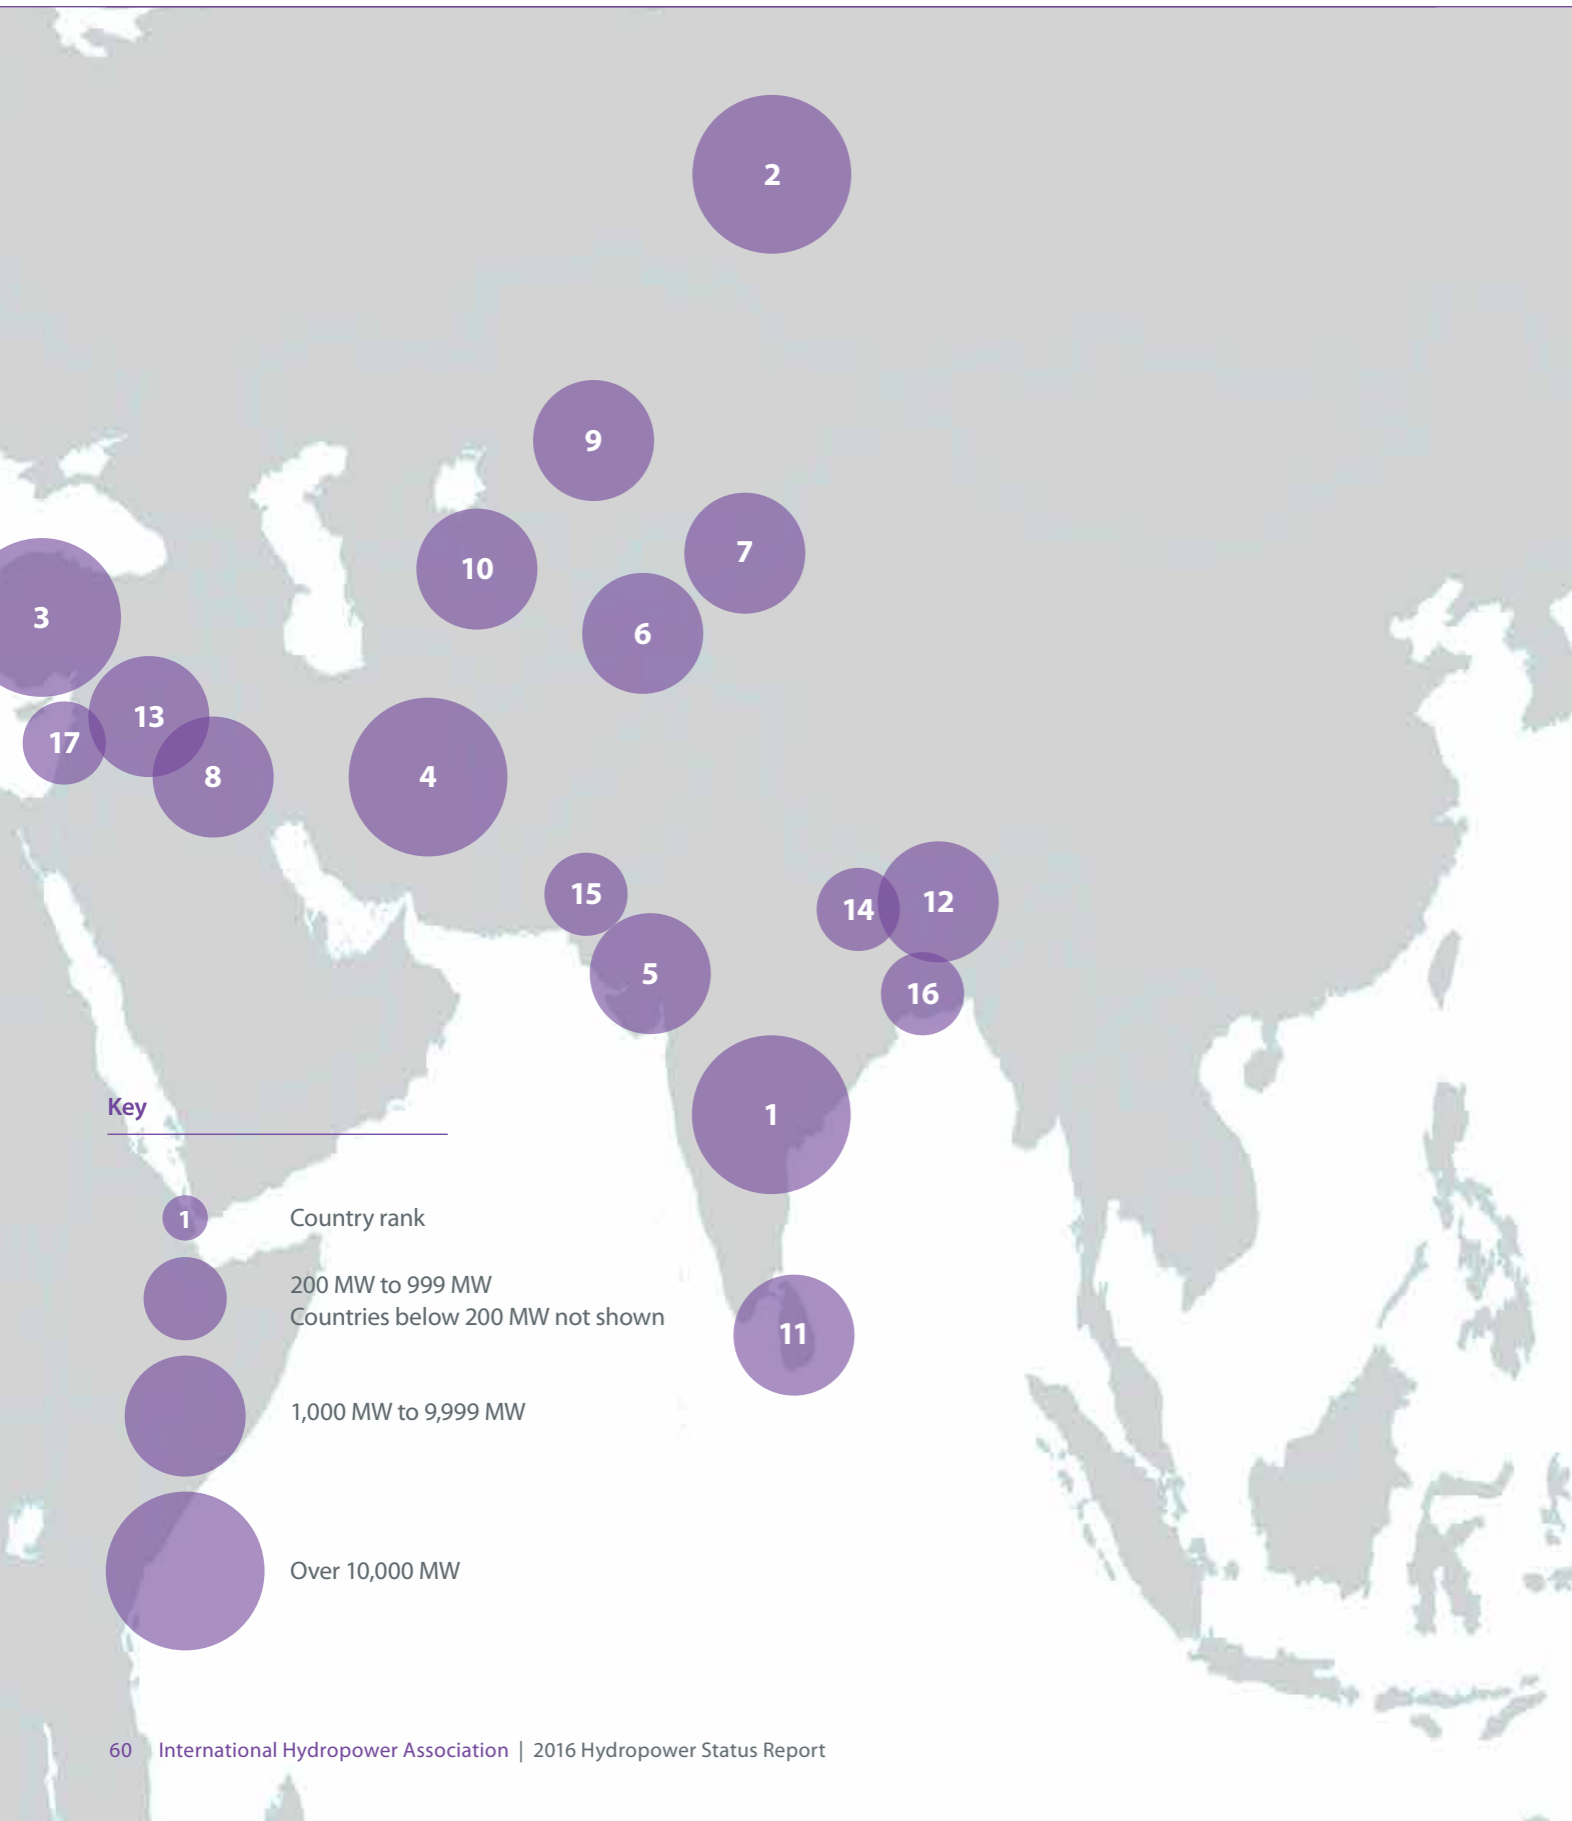 2
9
7
10
3
6
13
17
8
4
15
14
12
5
16
1
Key
1
Country rank
200 MW to 999 MW
Countries below 200 MW not shown
11
1,000 MW to 9,999 MW
Over 10,000 MW
60 International Hydropower Association | 2016 Hydropower Status Report